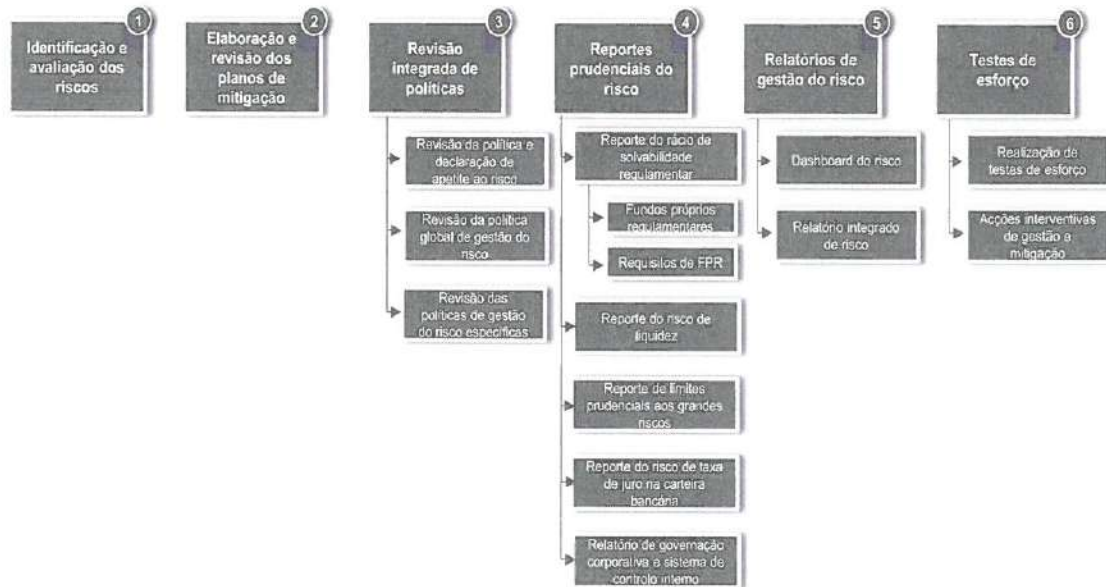 1
Identificação e
avaliação dos
riscos
2
Elaboração e
revisão dos
planos de
mitigação
3
Revisão
integrada de
políticas
Revisão da política e
declaração de
apetite ao risco
Revisão da política
global de gestão do
risco
Revisão das
políticas de gestão
do risco específicas
4
Reportes
prudenciais do
risco
Reporte do rácio de
solvabilidade
regulamentar
Fundos próprios
regulamentares
Requisitos de FPR
Reporte do risco de
liquidez
Reporte de limites
prudenciais aos grandes
riscos
Reporte do risco de taxa
de juro na carteira
bancária
Relatório de governação
corporativa e sistema de
controlo interno
5
Relatórios de
gestão do risco
Dashboard do risco
Relatório integrado
de risco
6
Testes de
esforço
Realização de
testes de esforço
Acções interventivas
de gestão e
mitigação